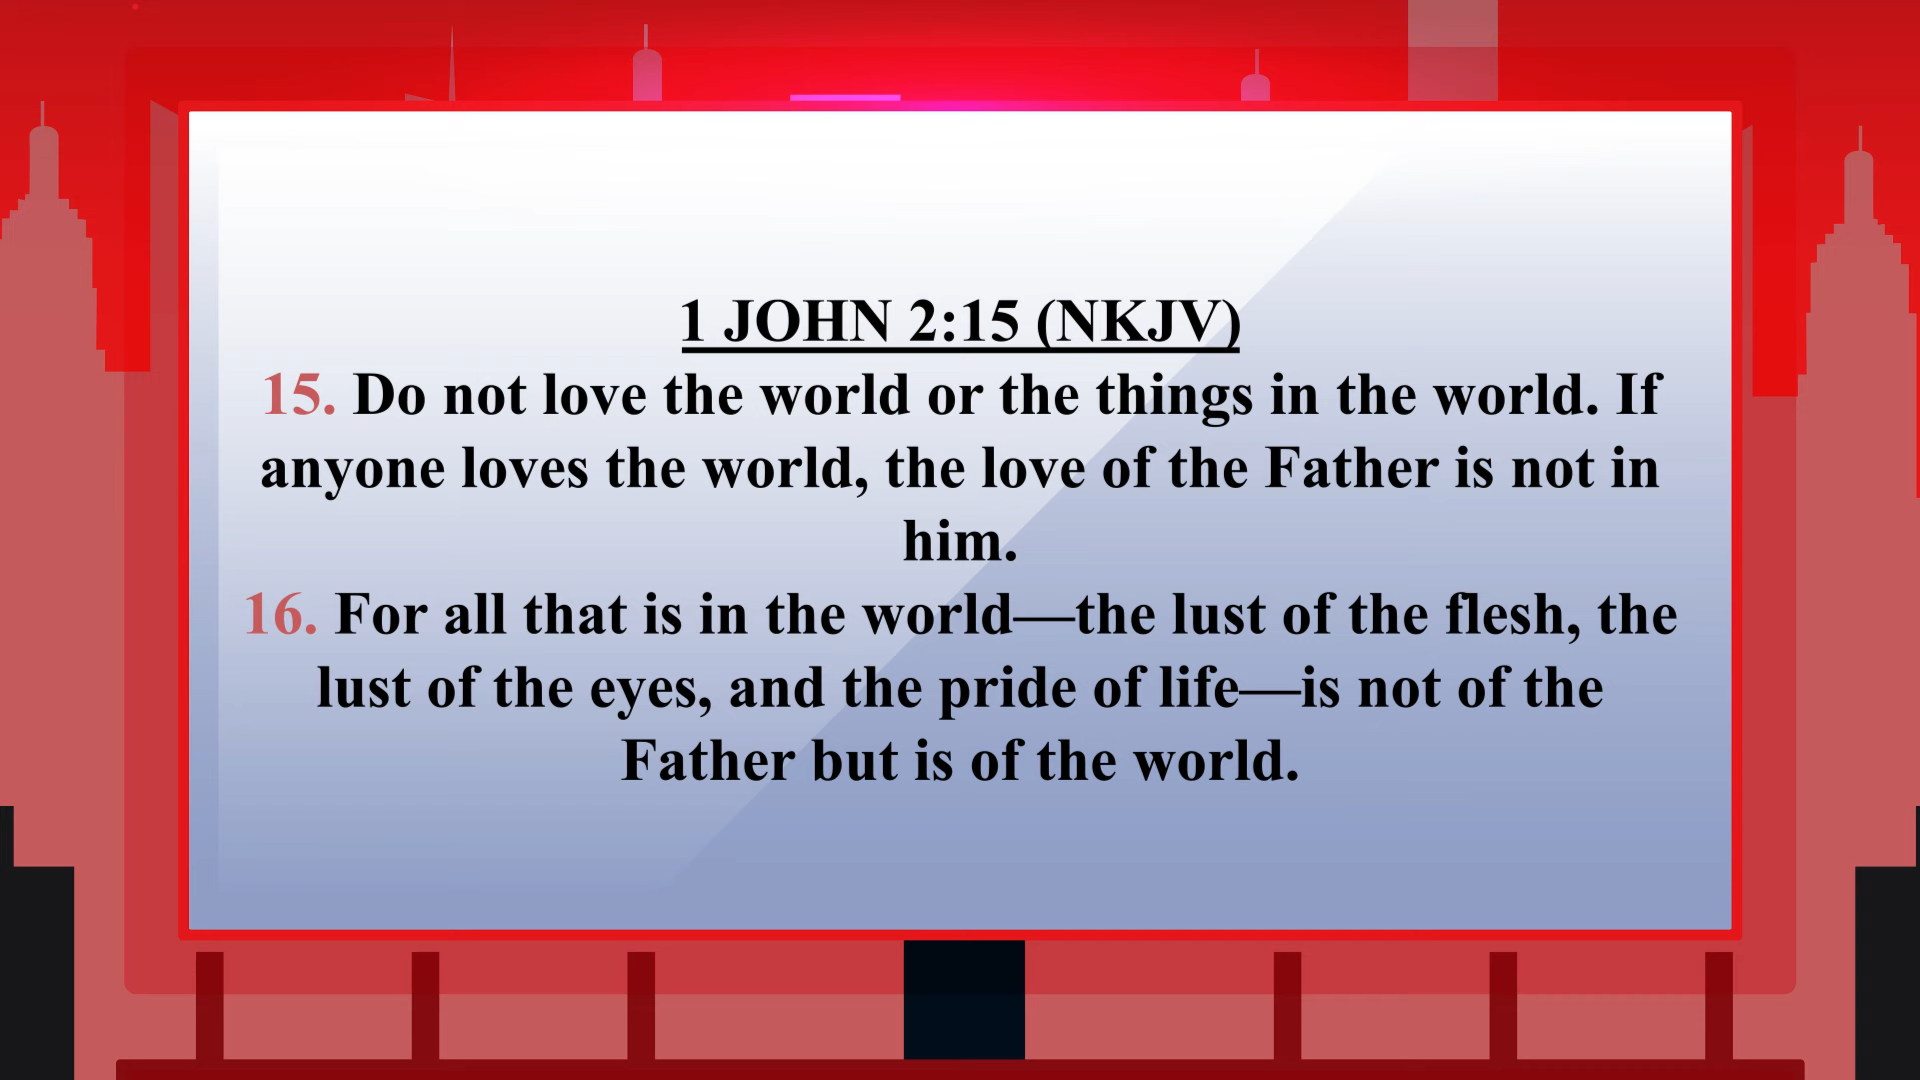 1 JOHN 2:15 (NKJV)
15. Do not love the world or the things in the world. If
anyone loves the world, the love of the Father is not in
him.
16. For all that is in the world—the lust of the flesh, the
lust of the eyes, and the pride of life—is not of the
Father but is of the world.